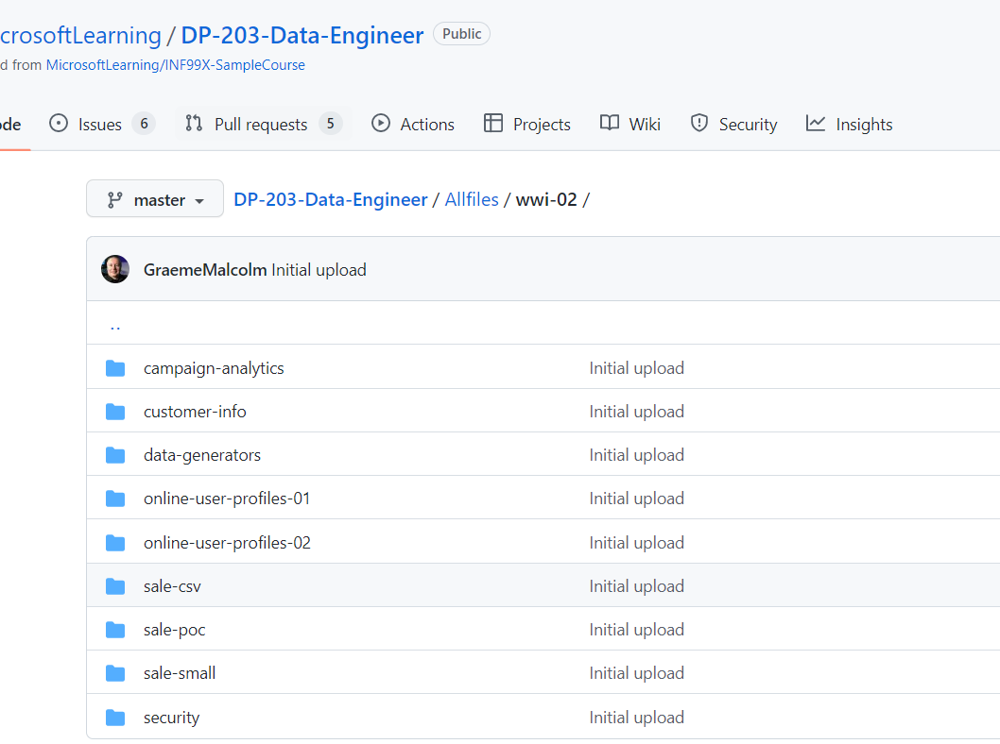 crosoftLearning / DP-203-Data-Engineer Public
d from MicrosoftLearning/INF99X-SampleCourse
ode Issues 6 Pull requests 5 Actions Projects Wiki Security Insights
master DP-203-Data-Engineer / Allfiles / wwi-02 /
GraemeMalcolm Initial upload
..
campaign-analytics Initial upload
customer-info Initial upload
data-generators Initial upload
online-user-profiles-01 Initial upload
online-user-profiles-02 Initial upload
sale-csv Initial upload
sale-poc Initial upload
sale-small Initial upload
security Initial upload